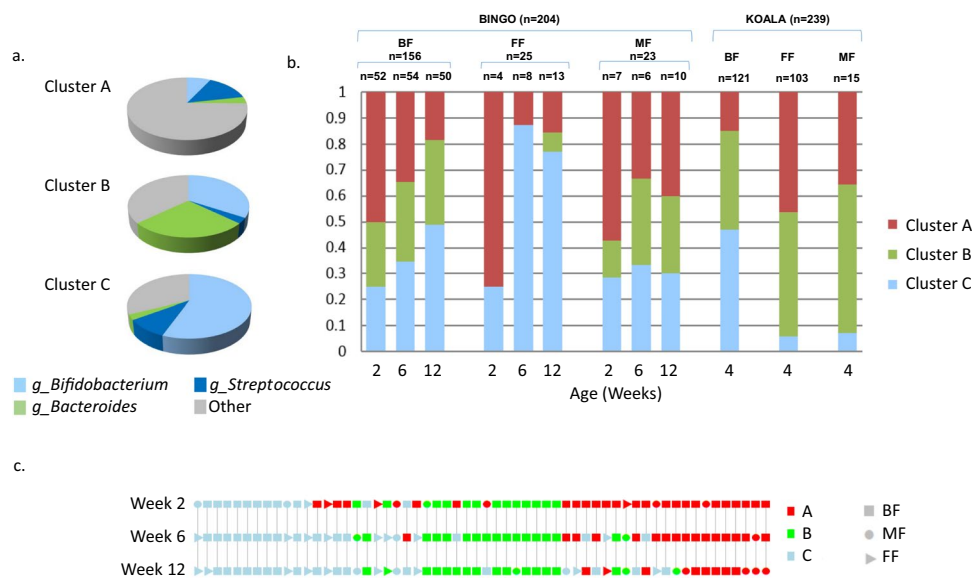 BINGO (n=204) KOALA (n=239)
a.
b.
BF FF MF
n=156 n=25 n=23
BF FF MF
n=52 n=54 n=50 n=4 n=8 n=13 n=7 n=6 n=10 n=121 n=103 n=15
Cluster A
Cluster B
Cluster C
g_Bifidobacterium g_Streptococcus
g_Bacteroides Other
1
0.9
0.8
0.7
0.6
0.5
0.4
0.3
0.2
0.1
0
2 6 12 2 6 12 2 6 12 4 4 4
Age (Weeks)
Cluster A
Cluster B
Cluster C
c.
Week 2
Week 6
Week 12
A BF
B MF
C FF